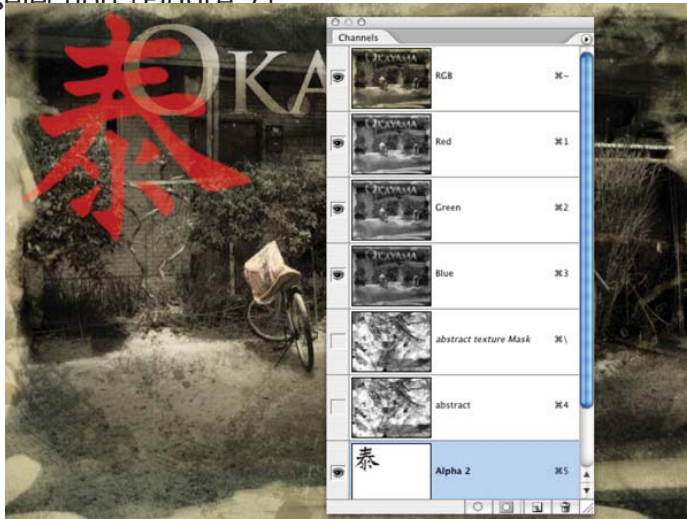 泰
OKA
Channels
RGB ⌘~
Red ⌘1
Green ⌘2
Blue ⌘3
abstract texture Mask ⌘\
abstract ⌘4
泰
Alpha 2 ⌘5